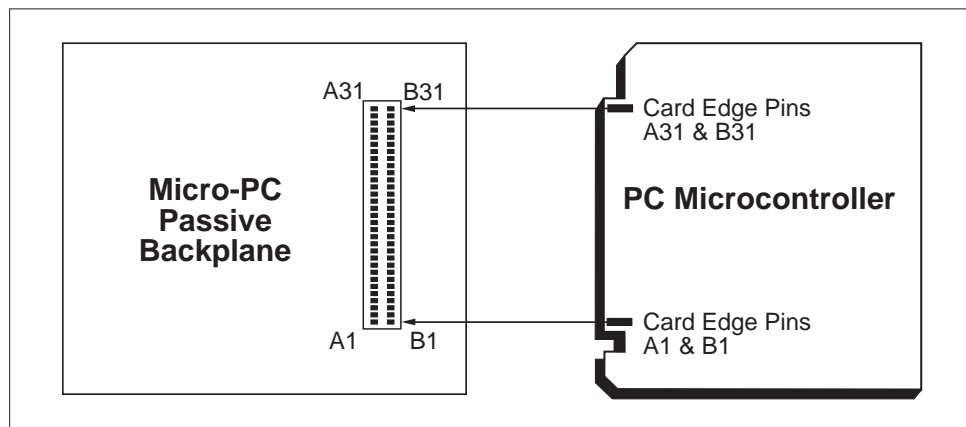 A31 B31
Micro-PC
Passive
Backplane
A1 B1
Card Edge Pins
A31 & B31
PC Microcontroller
Card Edge Pins
A1 & B1